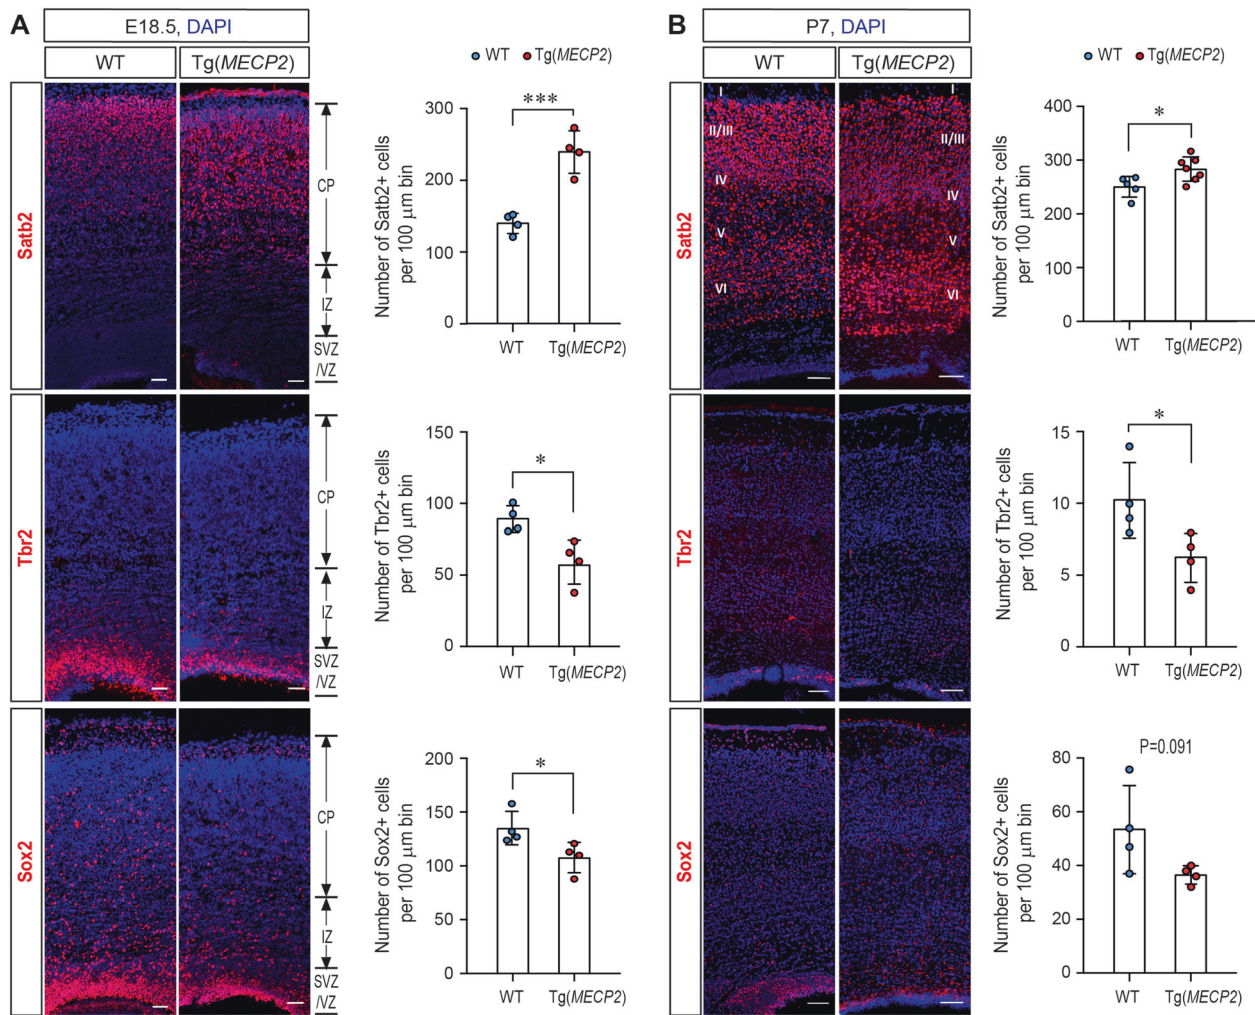 A
E18.5, DAPI
WT
Tg(MECP2)
Satb2
CP
IZ
SVZ
/VZ
WT Tg(MECP2)
Number of Satb2+ cells
per 100 µm bin
300
200
100
0
***
WT
Tg(MECP2)
Tbr2
CP
IZ
SVZ
/VZ
Number of Tbr2+ cells
per 100 µm bin
150
100
50
0
*
WT
Tg(MECP2)
Sox2
CP
IZ
SVZ
/VZ
Number of Sox2+ cells
per 100 µm bin
200
150
100
50
0
*
WT
Tg(MECP2)
B
P7, DAPI
WT
Tg(MECP2)
Satb2
I
II/III
IV
V
VI
I
II/III
IV
V
VI
WT Tg(MECP2)
Number of Satb2+ cells
per 100 µm bin
400
300
200
100
0
*
WT
Tg(MECP2)
Tbr2
Number of Tbr2+ cells
per 100 µm bin
15
10
5
0
*
WT
Tg(MECP2)
Sox2
Number of Sox2+ cells
per 100 µm bin
80
60
40
20
0
P=0.091
WT
Tg(MECP2)